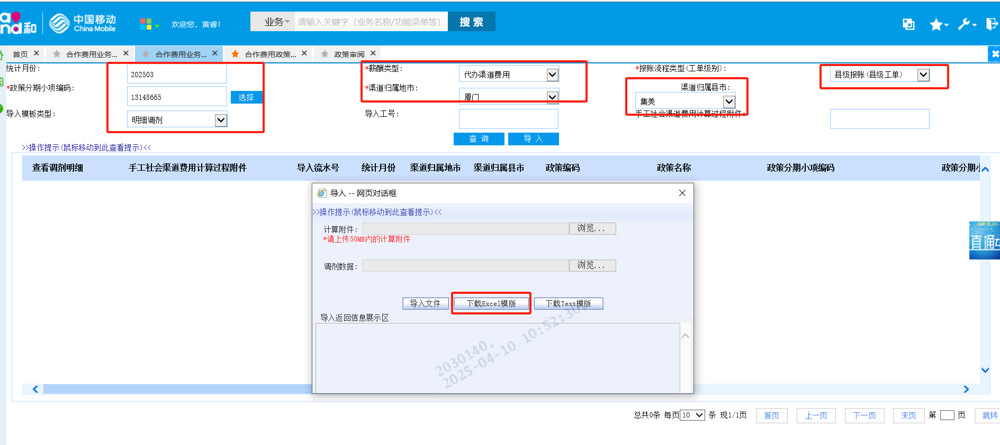 and和 中国移动 China Mobile 欢迎您，黄睿！ 业务 请输入关键字（业务名称/功能菜单等） 搜 索
首页 × 合作费用业务... × 合作费用业务... × 合作费用政策... × 政策审阅 ×
统计月份: 202503 *薪酬类型: 代办渠道费用 *报账流程类型(工单级别): 县级报账(县级工单)
*政策分期小项编码: 13148665 选择 *渠道归属地市: 厦门 渠道归属县市: 集美
导入模板类型: 明细调剂 导入工号: 手工社会渠道费用计算过程附件:
查 询 导 入
>>操作提示(鼠标移动到此查看提示)<<
查看调剂明细 手工社会渠道费用计算过程附件 导入流水号 统计月份 渠道归属地市 渠道归属县市 政策编码 政策名称 政策分期小项编码 政策分期小
导入 -- 网页对话框
>>操作提示(鼠标移动到此查看提示)<<
计算附件: 浏览...
*请上传50MB内的计算附件
直通
调剂数据: 浏览...
导入文件 下载Excel模版 下载Text模版
导入返回信息展示区
2030140,
2025-04-10 10:52:30,
总共0条 每页 10 条 现1/1页 首页 上一页 下一页 末页 第 页 跳转